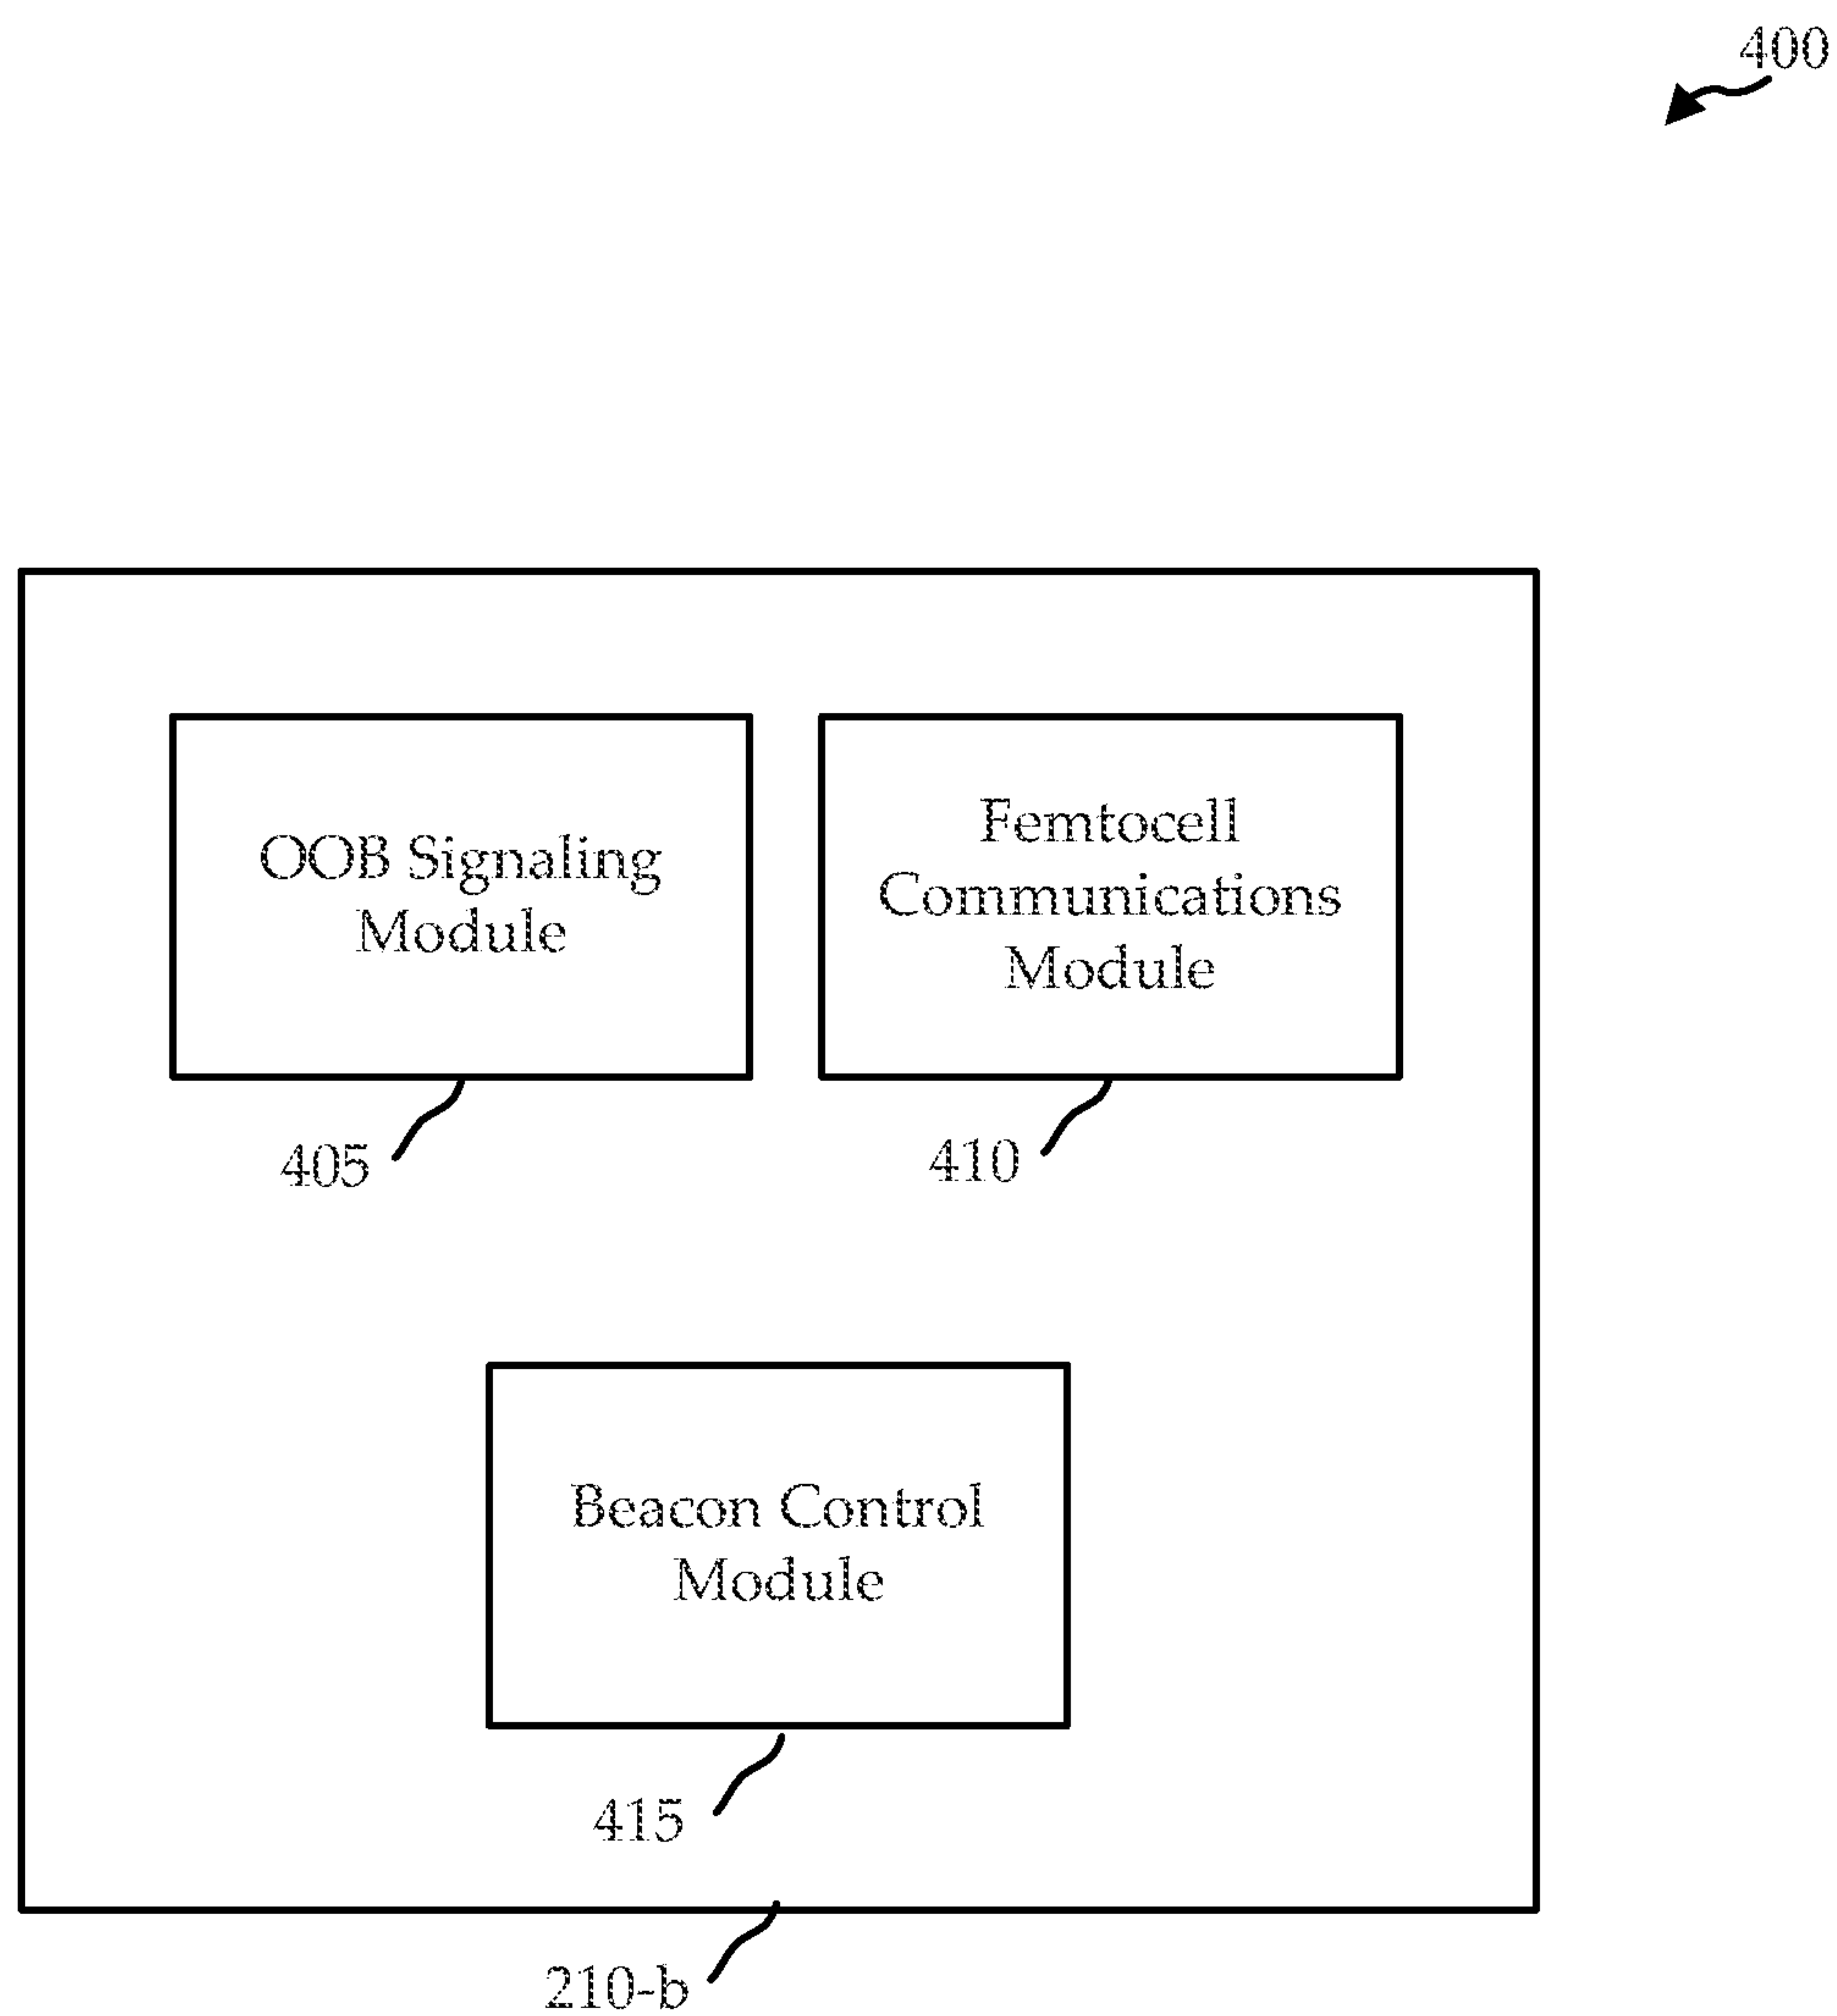 400
OOB Signaling
Module
Femtocell
Communications
Module
405
410
Beacon Control
Module
415
210-b